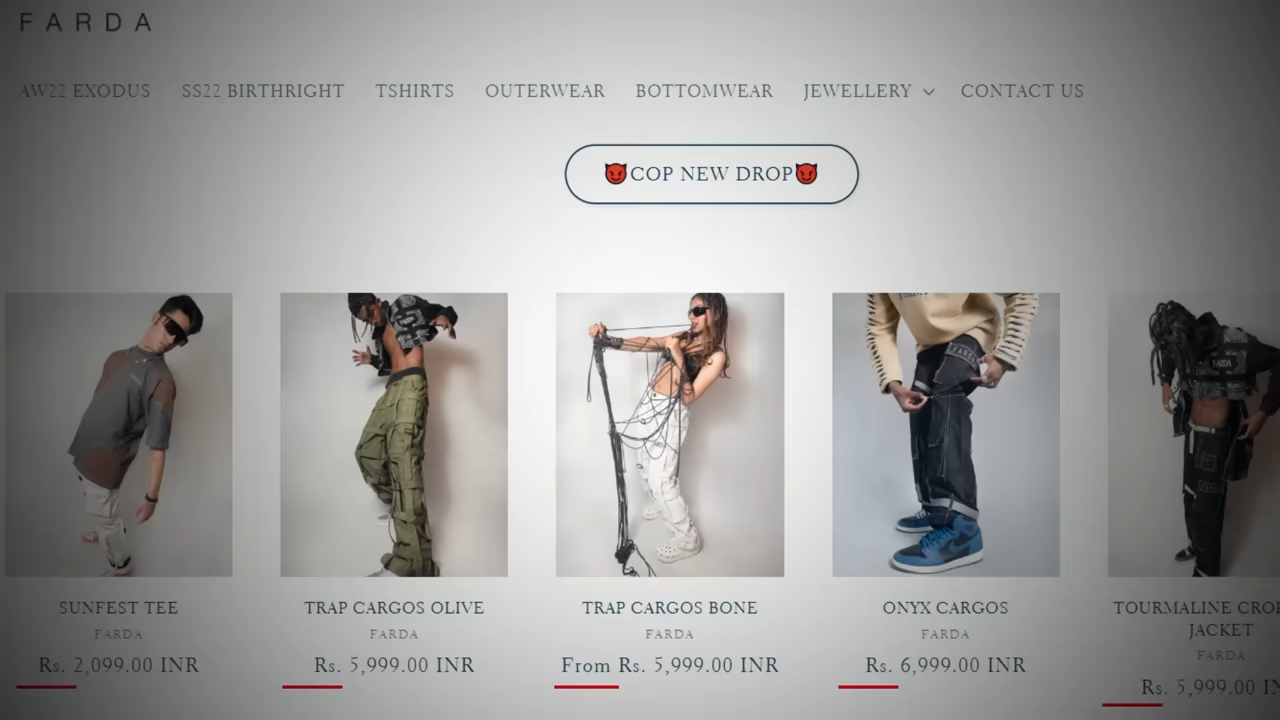 FARDA
AW22 EXODUS SS22 BIRTHRIGHT TSHIRTS OUTERWEAR BOTTOMWEAR JEWELLERY CONTACT US
😈COP NEW DROP😈
SUNFEST TEE
FARDA
Rs. 2,099.00 INR
TRAP CARGOS OLIVE
FARDA
Rs. 5,999.00 INR
TRAP CARGOS BONE
FARDA
From Rs. 5,999.00 INR
ONYX CARGOS
FARDA
Rs. 6,999.00 INR
TOURMALINE
JACKET
FARDA
Rs. 5,999.00